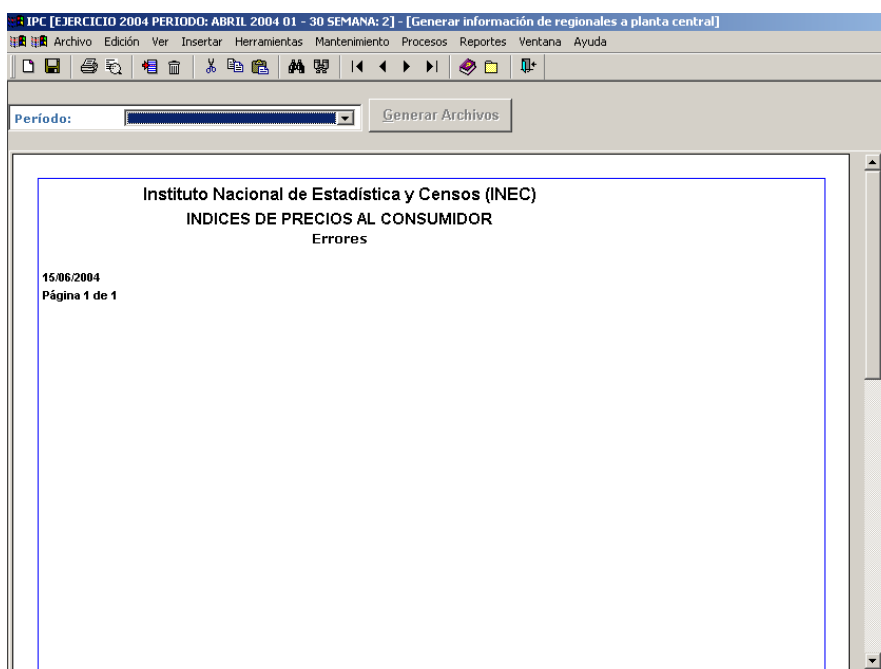 IPC [EJERCICIO 2004 PERIODO: ABRIL 2004 01 - 30 SEMANA: 2] - [Generar información de regionales a planta central]
Archivo Edición Ver Insertar Herramientas Mantenimiento Procesos Reportes Ventana Ayuda
Período: Generar Archivos
Instituto Nacional de Estadística y Censos (INEC)
INDICES DE PRECIOS AL CONSUMIDOR
Errores
15/06/2004
Página 1 de 1